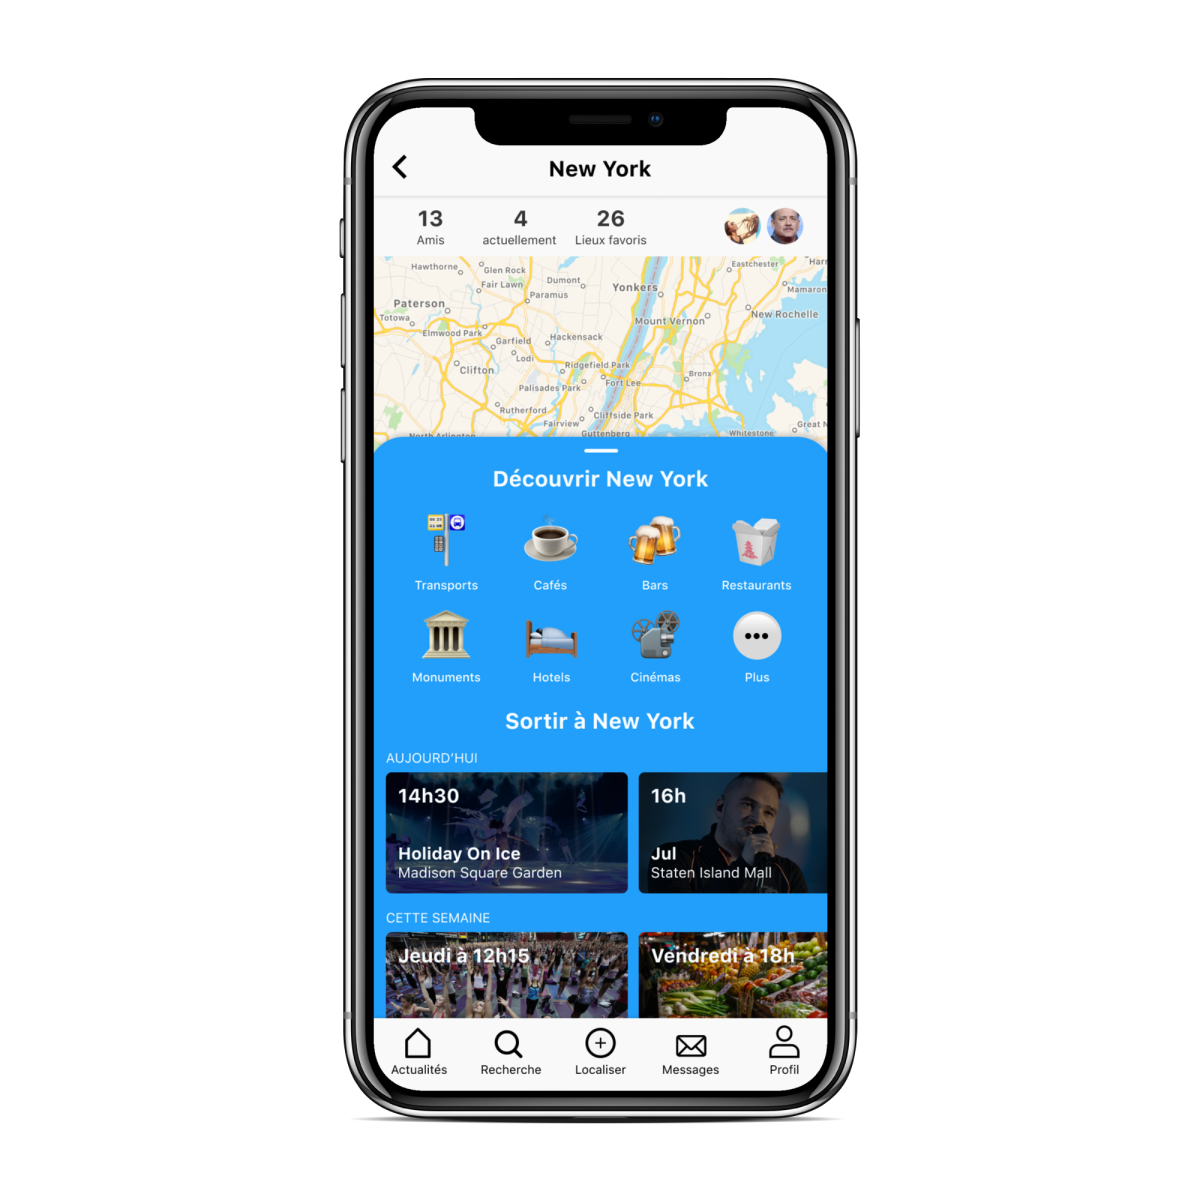 New York
13 4 26
Amis actuellement Lieux favoris
Hawthorne
Glen Rock
Eastchester
Harr
Fair Lawn
Dumont
Yonkers
Mamaron
Paramus
Paterson
Totowa
Mount Vernon
New Rochelle
Elmwood Park
Garfield
Hackensack
Lodi
Ridgefield Park
Clifton
Bronx
Palisades Park
Fort Lee
Rutherford
Cliffside Park
Fairview
Great N
North Arlington
Guttenberg
Whitestone
Découvrir New York
Transports Cafés Bars Restaurants
Monuments Hotels Cinémas Plus
Sortir à New York
AUJOURD'HUI
14h30
Holiday On Ice
Madison Square Garden
16h
Jul
Staten Island Mall
CETTE SEMAINE
Jeudi à 12h15
Vendredi à 18h
Actualités Recherche Localiser Messages Profil